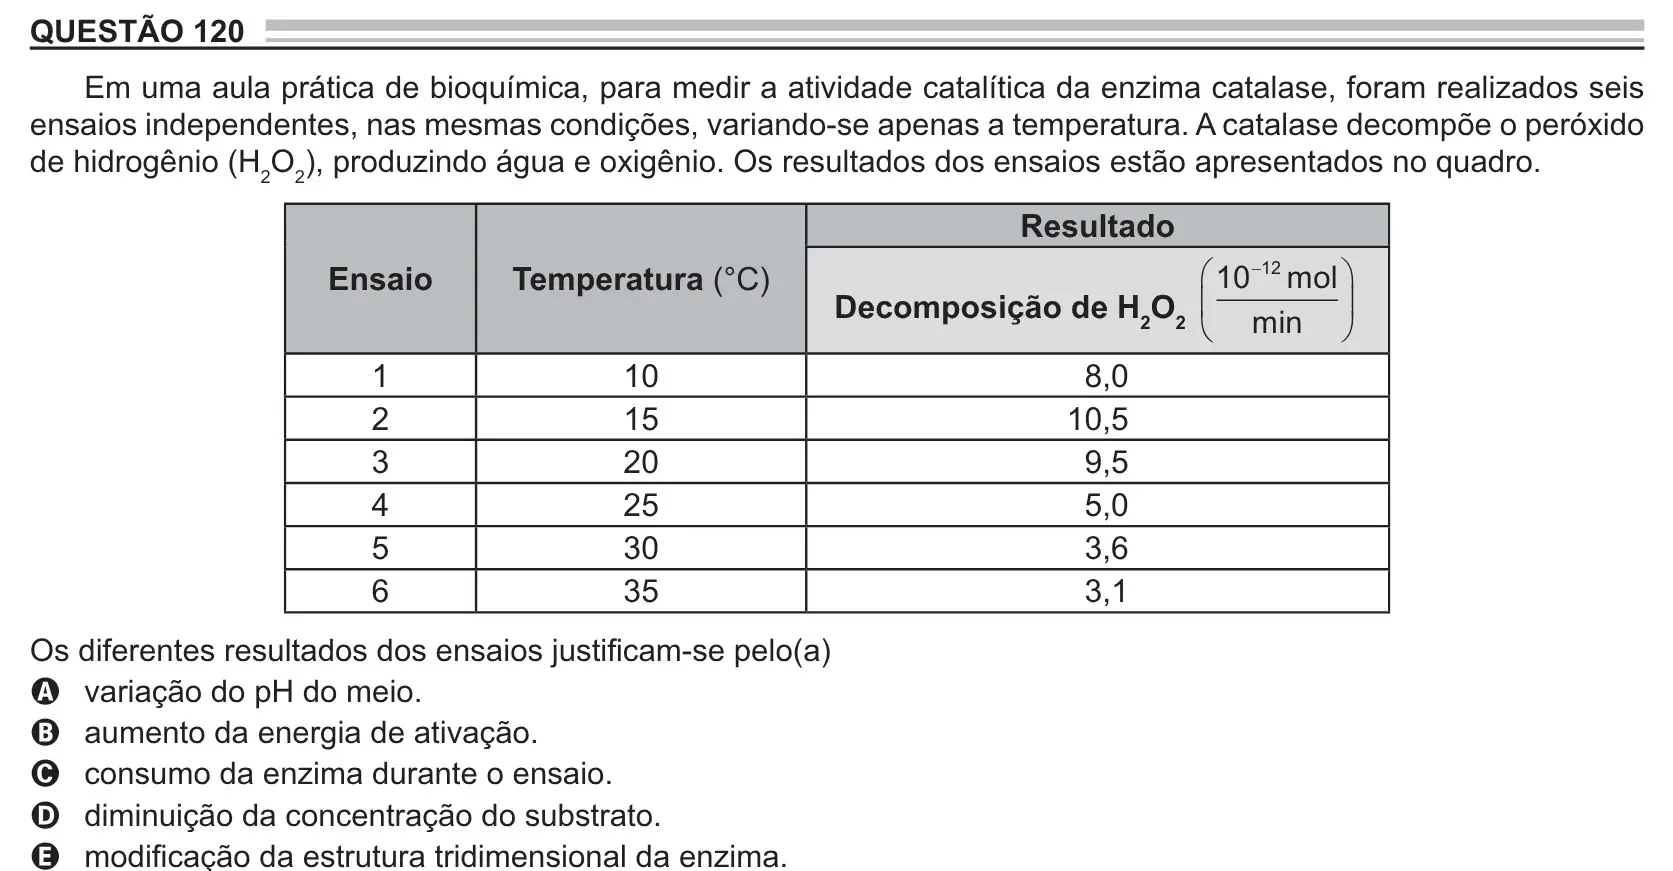 QUESTÃO 120
Em uma aula prática de bioquímica, para medir a atividade catalítica da enzima catalase, foram realizados seis
ensaios independentes, nas mesmas condições, variando-se apenas a temperatura. A catalase decompõe o peróxido
de hidrogênio (H₂O₂), produzindo água e oxigênio. Os resultados dos ensaios estão apresentados no quadro.
Ensaio Temperatura (°C) Resultado
Decomposição de H₂O₂ (10⁻¹² mol / min)
1 10 8,0
2 15 10,5
3 20 9,5
4 25 5,0
5 30 3,6
6 35 3,1
Os diferentes resultados dos ensaios justificam-se pelo(a)
A variação do pH do meio.
B aumento da energia de ativação.
C consumo da enzima durante o ensaio.
D diminuição da concentração do substrato.
E modificação da estrutura tridimensional da enzima.